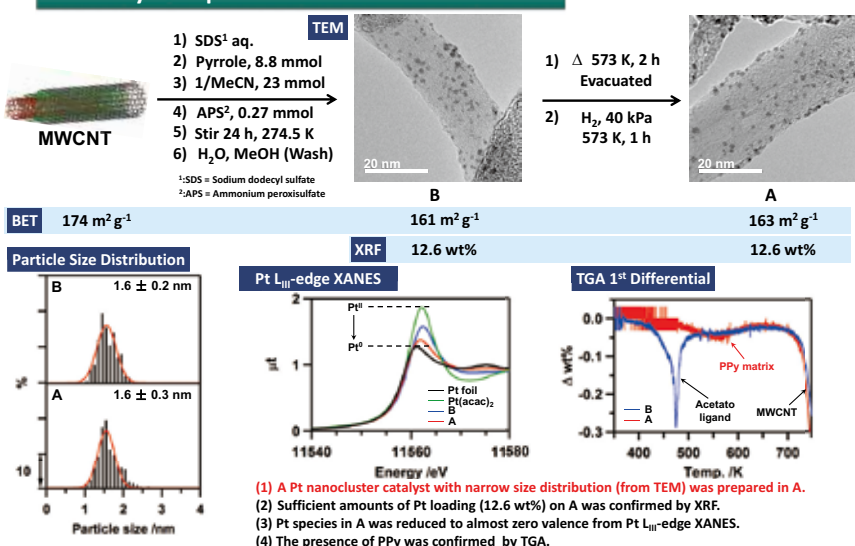 TEM
1) SDS¹ aq.
2) Pyrrole, 8.8 mmol
3) 1/MeCN, 23 mmol
4) APS², 0.27 mmol
5) Stir 24 h, 274.5 K
6) H₂O, MeOH (Wash)
¹:SDS = Sodium dodecyl sulfate
²:APS = Ammonium peroxisulfate
MWCNT
20 nm
B
1) Δ 573 K, 2 h
Evacuated
2) H₂, 40 kPa
573 K, 1 h
20 nm
A
BET 174 m² g⁻¹ 161 m² g⁻¹ 163 m² g⁻¹
XRF 12.6 wt% 12.6 wt%
Particle Size Distribution
B 1.6 ± 0.2 nm
A 1.6 ± 0.3 nm
%
10
0 1 2 3 4
Particle size /nm
Pt L_III-edge XANES
2
1
0
μt
Pt^II
Pt⁰
Pt foil
Pt(acac)₂
B
A
11540 11560 11580
Energy /eV
TGA 1st Differential
0.0
-0.1
-0.2
-0.3
Δ wt%
PPy matrix
Acetato
ligand
MWCNT
B
A
400 500 600 700
Temp. /K
(1) A Pt nanocluster catalyst with narrow size distribution (from TEM) was prepared in A.
(2) Sufficient amounts of Pt loading (12.6 wt%) on A was confirmed by XRF.
(3) Pt species in A was reduced to almost zero valence from Pt L_III-edge XANES.
(4) The presence of PPy was confirmed by TGA.